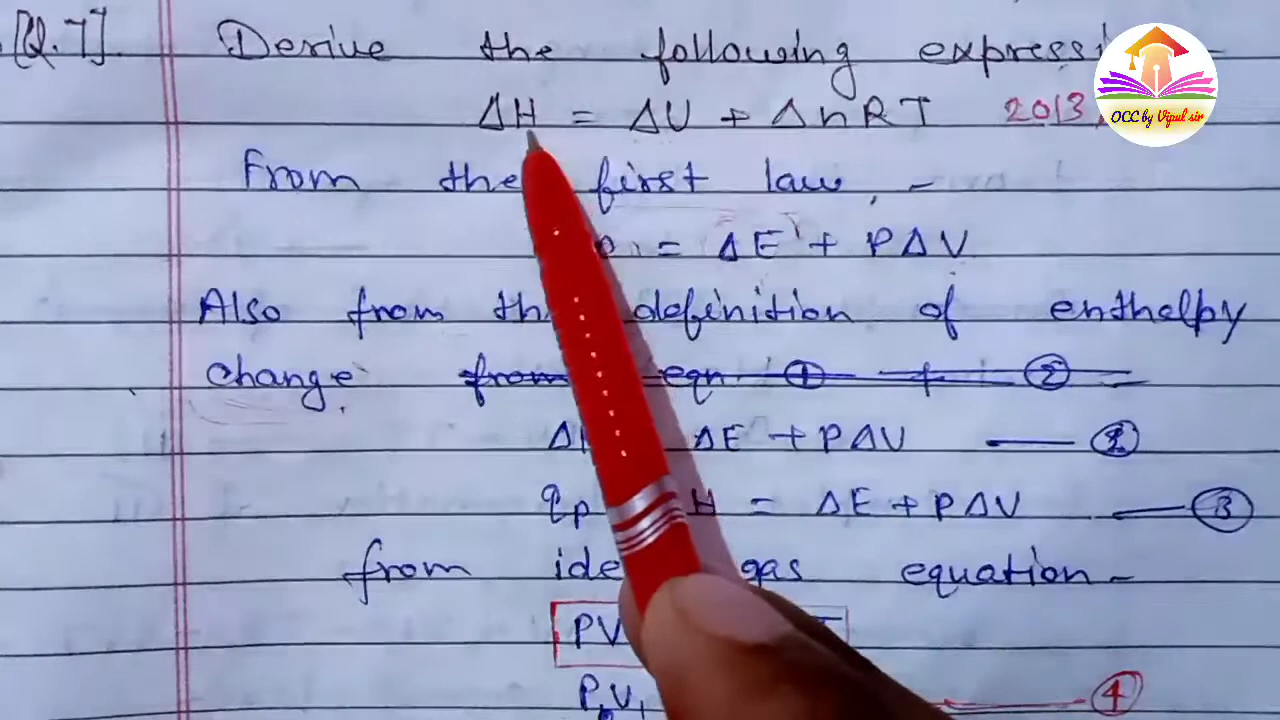 [Q.7]. Derive the following
ΔH = ΔU + ΔnRT 2013
OCC by Vipul sir
From the first law, -
= ΔE + PΔV
Also from the definition of enthalpy
change from eqn. ① + ②
ΔE + PΔV — ②
qp H = ΔE + PΔV — ③
from gas equation -
PV
P₁V₁ — ④